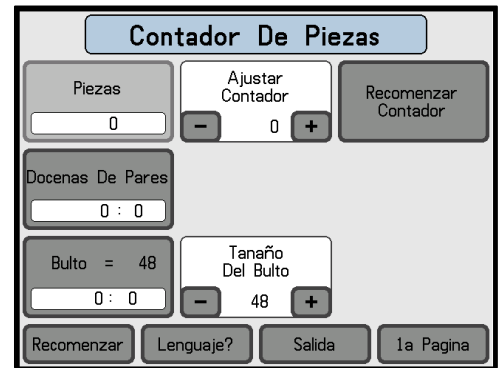 Contador De Piezas
Piezas
0
Ajustar
Contador
- 0 +
Recomenzar
Contador
Docenas De Pares
0 : 0
Bulto = 48
0 : 0
Tanaño
Del Bulto
- 48 +
Recomenzar
Lenguaje?
Salida
1a Pagina